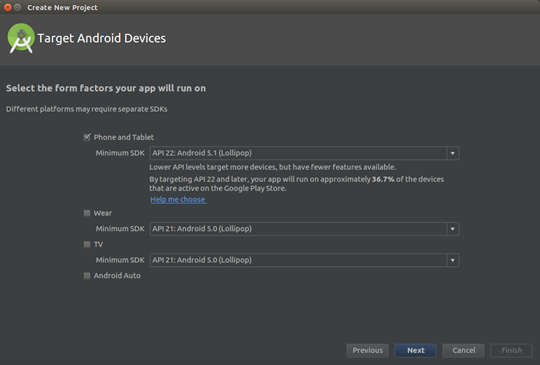 Create New Project
Target Android Devices
Select the form factors your app will run on
Different platforms may require separate SDKs
Phone and Tablet
Minimum SDK API 22: Android 5.1 (Lollipop)
Lower API levels target more devices, but have fewer features available.
By targeting API 22 and later, your app will run on approximately 36.7% of the devices
that are active on the Google Play Store.
Help me choose
Wear
Minimum SDK API 21: Android 5.0 (Lollipop)
TV
Minimum SDK API 21: Android 5.0 (Lollipop)
Android Auto
Previous Next Cancel Finish